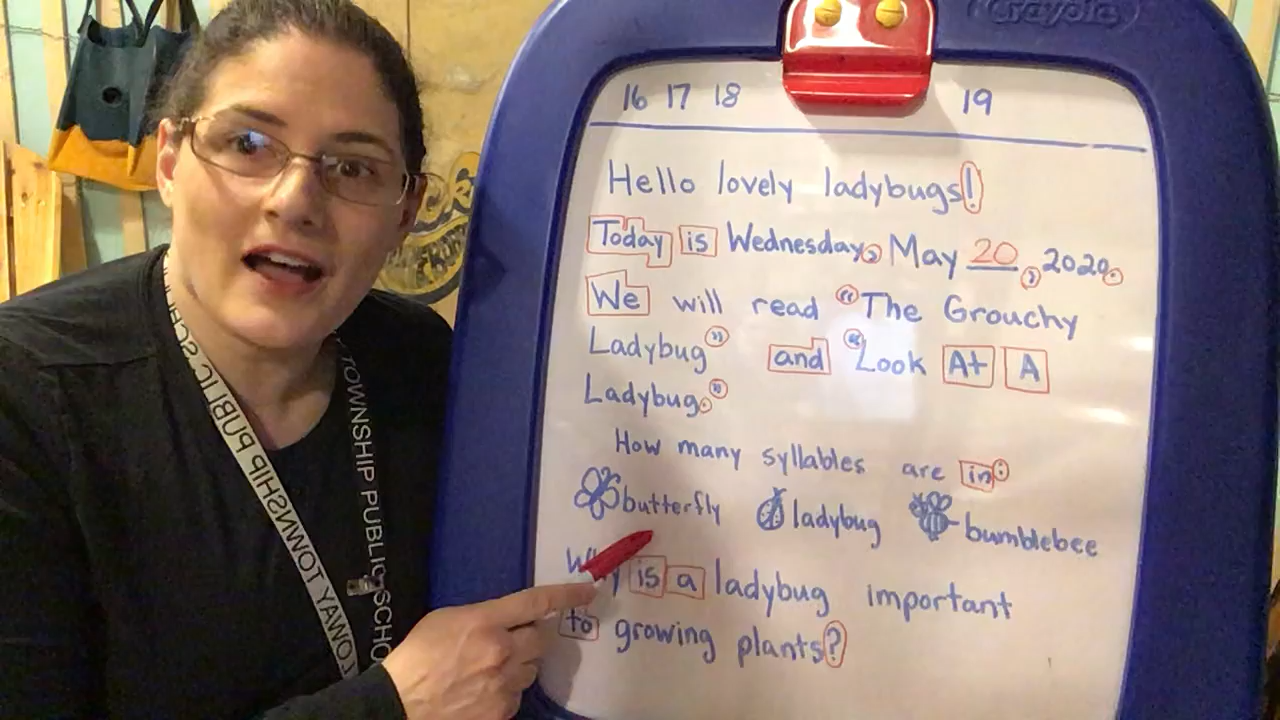 Crayola
16 17 18 19
Hello lovely ladybugs!
Today is Wednesday, May 20, 2020.
We will read "The Grouchy
Ladybug" and "Look At A
Ladybug."
How many syllables are in:
butterfly ladybug bumblebee
Why is a ladybug important
to growing plants?
TOWNSHIP PUBLIC SCHO
TOWNSHIP PUBLIC SCH